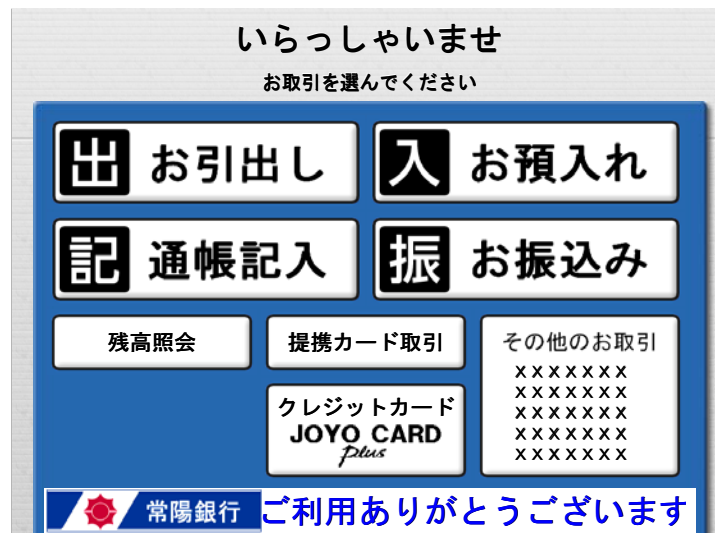 いらっしゃいませ
お取引を選んでください
出 お引出し
入 お預入れ
記 通帳記入
振 お振込み
残高照会
提携カード取引
クレジットカード
JOYO CARD
Plus
その他のお取引
xxxxxxx
xxxxxxx
xxxxxxx
xxxxxxx
xxxxxxx
常陽銀行 ご利用ありがとうございます